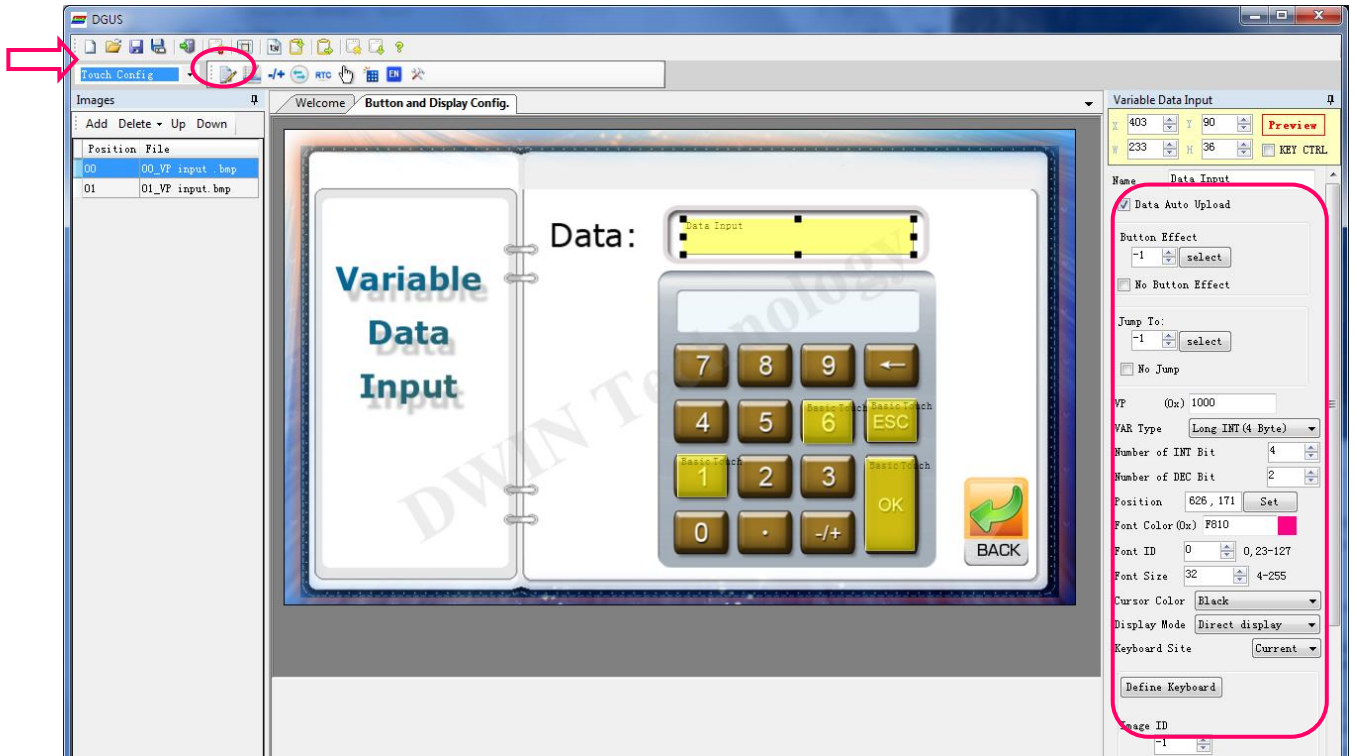 DGUS
TW
Touch Config
-/+ RTC EN
Images
Welcome
Button and Display Config.
Variable Data Input
Add Delete Up Down
Position File
00 00_VP input .bmp
01 01_VP input.bmp
X 403 Y 90 Preview
W 233 H 36 KEY CTRL
Name Data Input
Data Auto Upload
Button Effect
-1 select
No Button Effect
Jump To:
-1 select
No Jump
VP (0x) 1000
VAR Type Long INT(4 Byte)
Number of INT Bit 4
Number of DEC Bit 2
Position 626, 171 Set
Font Color(0x) F810
Font ID 0 0,23-127
Font Size 32 4-255
Cursor Color Black
Display Mode Direct display
Keyboard Site Current
Define Keyboard
Image ID
-1
Variable
Data
Input
Data:
Data Input
7 8 9 ←
4 5 6 ESC
Basic Touch
Basic Touch
1 2 3
Basic Touch
Basic Touch
OK
0 . -/+
BACK
DWIN Technology